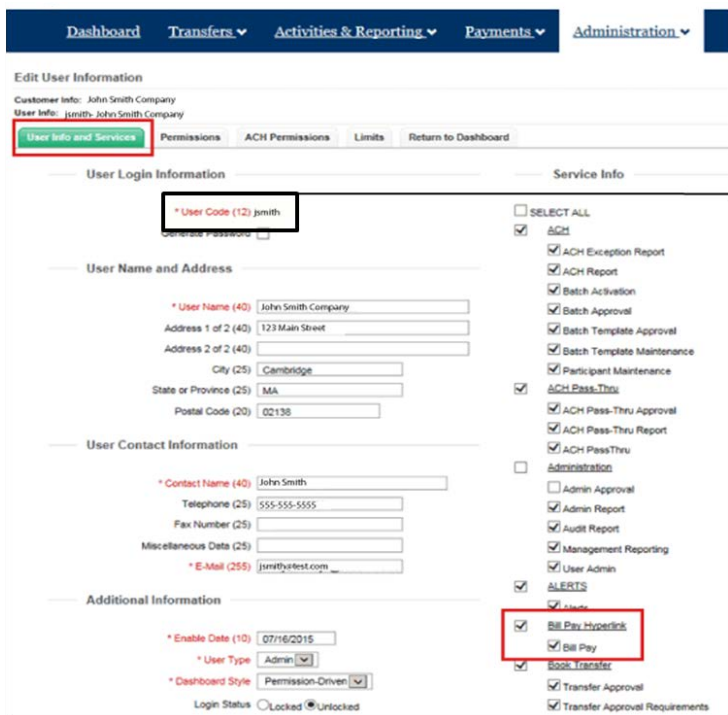 Dashboard Transfers Activities & Reporting Payments Administration
Edit User Information
Customer Info: John Smith Company
User Info: jsmith- John Smith Company
User Info and Services Permissions ACH Permissions Limits Return to Dashboard
User Login Information
* User Code (12) jsmith
Generate Password
User Name and Address
* User Name (40) John Smith Company
Address 1 of 2 (40) 123 Main Street
Address 2 of 2 (40)
City (25) Cambridge
State or Province (25) MA
Postal Code (20) 02138
User Contact Information
* Contact Name (40) John Smith
Telephone (25) 555-555-5555
Fax Number (25)
Miscellaneous Data (25)
* E-Mail (255) jsmith@test.com
Additional Information
* Enable Date (10) 07/16/2015
* User Type Admin
* Dashboard Style Permission-Driven
Login Status Locked Unlocked
Service Info
SELECT ALL
ACH
ACH Exception Report
ACH Report
Batch Activation
Batch Approval
Batch Template Approval
Batch Template Maintenance
Participant Maintenance
ACH Pass-Thru
ACH Pass-Thru Approval
ACH Pass-Thru Report
ACH PassThru
Administration
Admin Approval
Admin Report
Audit Report
Management Reporting
User Admin
ALERTS
Alerts
Bill Pay Hyperlink
Bill Pay
Book Transfer
Transfer Approval
Transfer Approval Requirements